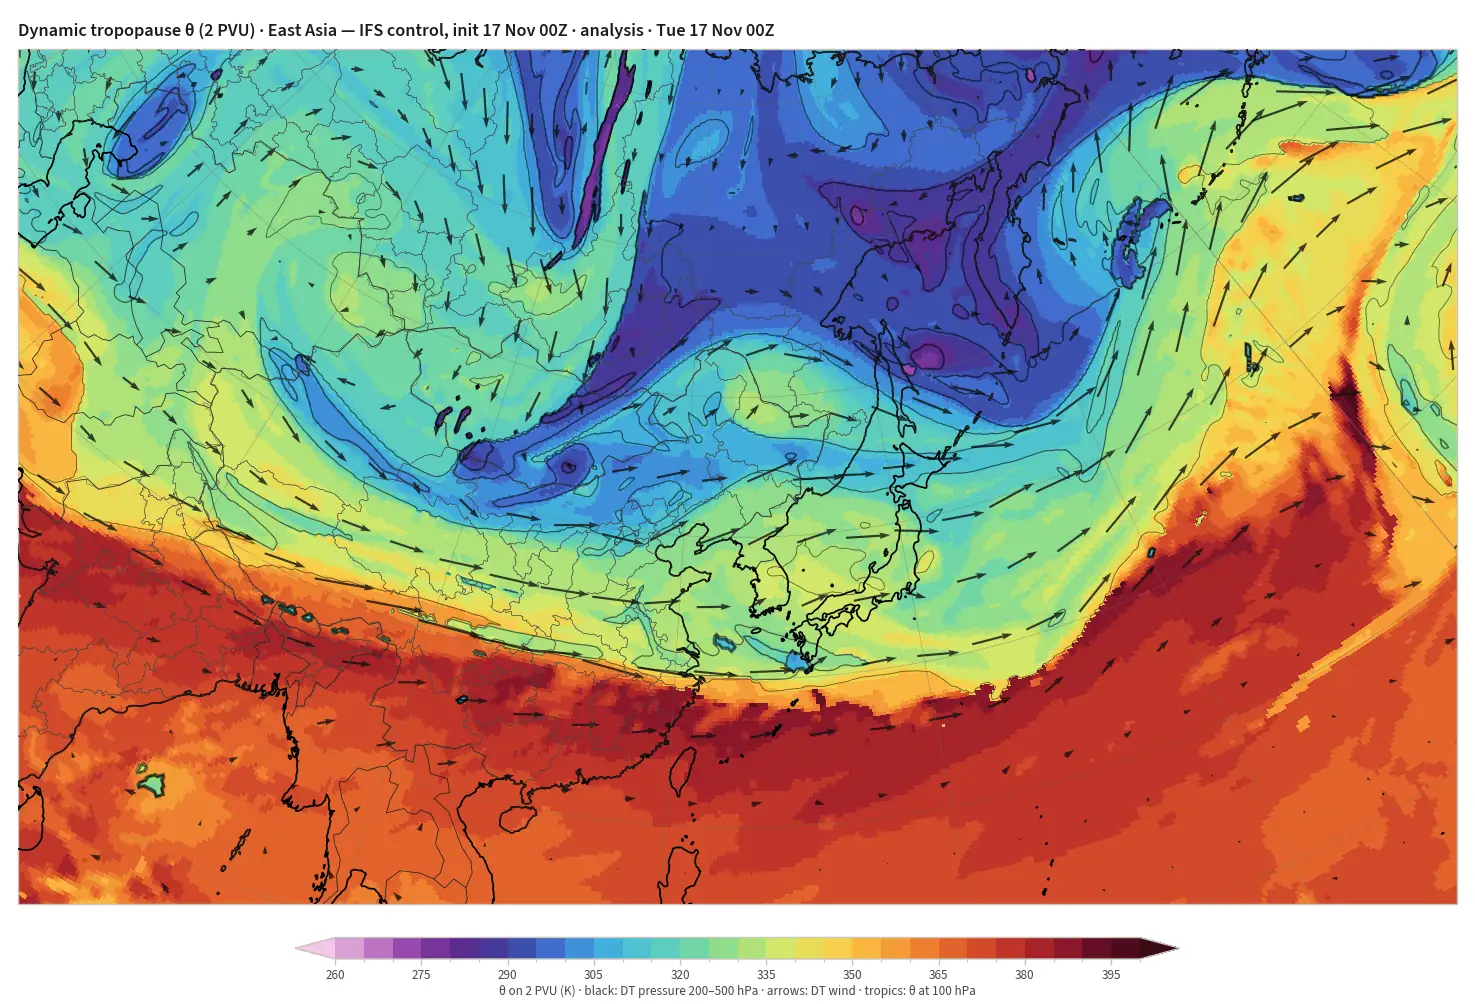 Dynamic tropopause θ (2 PVU) · East Asia — IFS control, init 17 Nov 00Z · analysis · Tue 17 Nov 00Z
260 275 290 305 320 335 350 365 380 395
θ on 2 PVU (K) · black: DT pressure 200–500 hPa · arrows: DT wind · tropics: θ at 100 hPa